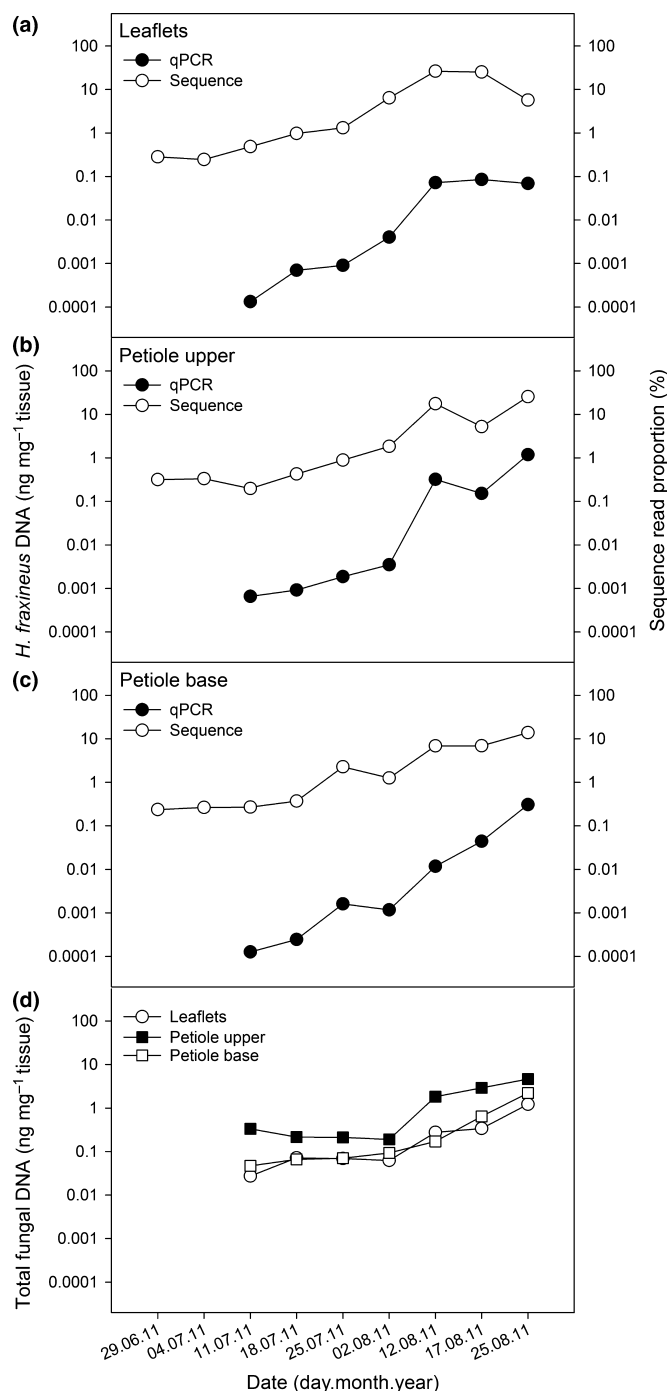 (a)
Leaflets
qPCR
Sequence
100
10
1
0.1
0.01
0.001
0.0001
100
10
1
0.1
0.01
0.001
0.0001
(b)
Petiole upper
qPCR
Sequence
100
10
1
0.1
0.01
0.001
0.0001
100
10
1
0.1
0.01
0.001
0.0001
H. fraxineus DNA (ng mg⁻¹ tissue)
Sequence read proportion (%)
(c)
Petiole base
qPCR
Sequence
100
10
1
0.1
0.01
0.001
0.0001
100
10
1
0.1
0.01
0.001
0.0001
(d)
Leaflets
Petiole upper
Petiole base
100
10
1
0.1
0.01
0.001
0.0001
Total fungal DNA (ng mg⁻¹ tissue)
29.06.11
04.07.11
11.07.11
18.07.11
25.07.11
02.08.11
12.08.11
17.08.11
25.08.11
Date (day.month.year)